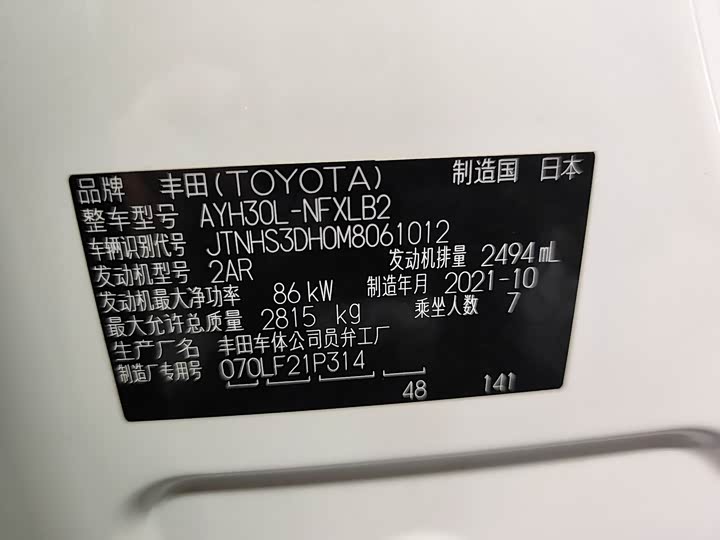 品牌 丰田(TOYOTA) 制造国 日本
整车型号 AYH30L-NFXLB2
车辆识别代号 JTNHS3DH0M8061012
发动机型号 2AR 发动机排量 2494mL
发动机最大净功率 86kW 制造年月 2021-10
最大允许总质量 2815 kg 乘坐人数 7
生产厂名 丰田车体公司员弁工厂
制造厂专用号 070LF21P314
48 141